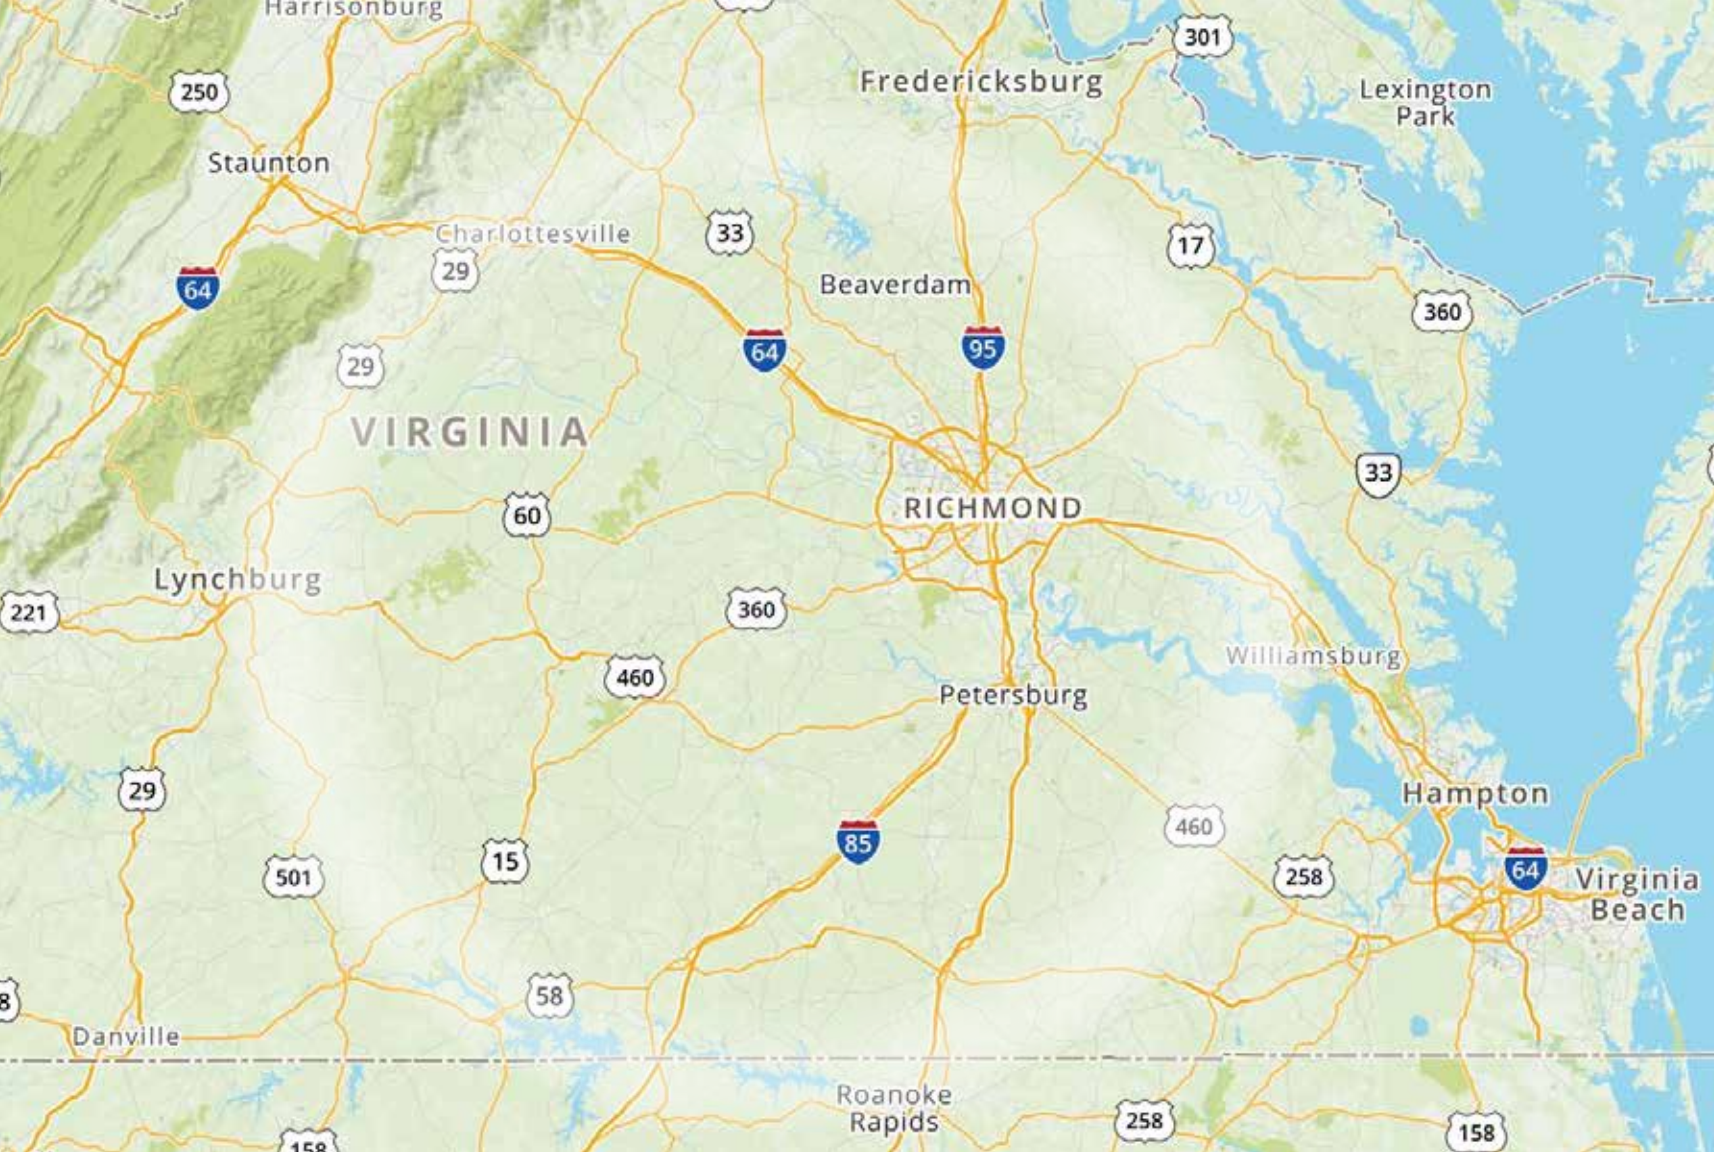 Harrisonburg
301
250
Fredericksburg
Lexington
Park
Staunton
33
Charlottesville
17
29
64
Beaverdam
360
64
95
29
VIRGINIA
33
60
RICHMOND
Lynchburg
221
360
Williamsburg
460
Petersburg
29
Hampton
460
85
15
501
258
64
Virginia
Beach
58
8
Danville
Roanoke
Rapids
258
158
158